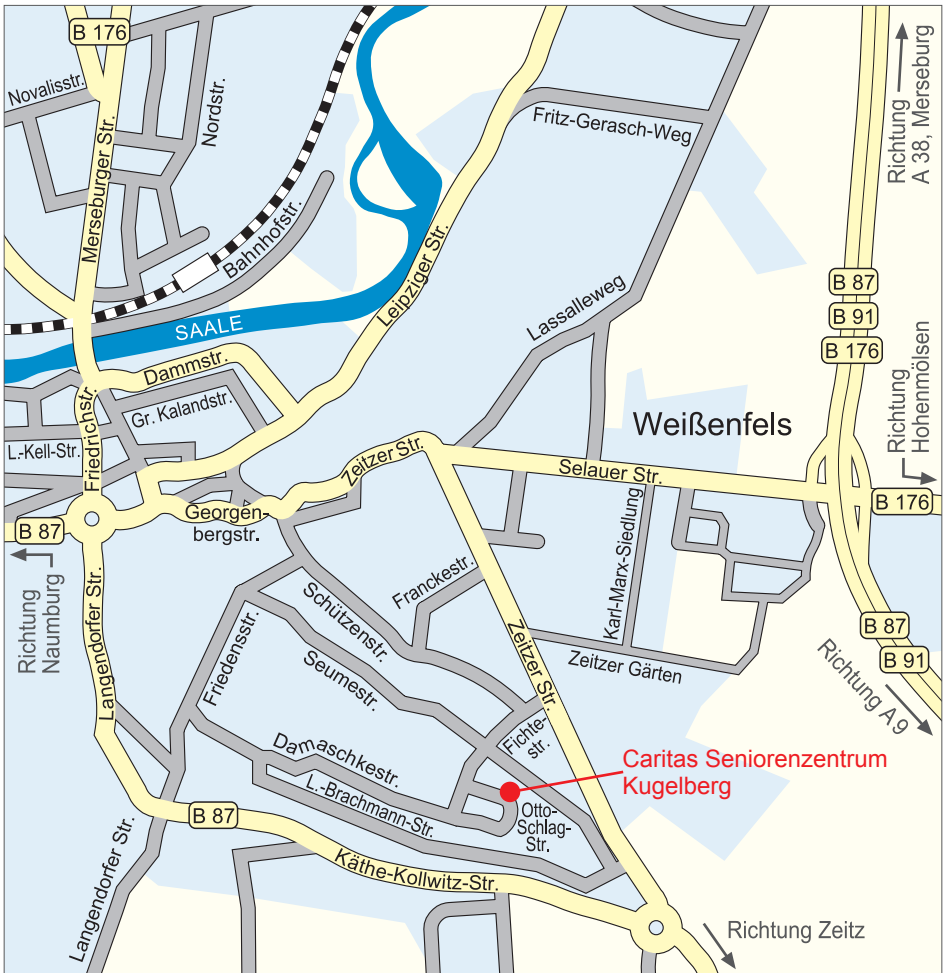 B 176
Novalisstr.
Nordstr.
Merseburger Str.
Bahnhofstr.
SAALE
Leipziger Str.
Fritz-Gerasch-Weg
Richtung
A 38, Merseburg
Lassalleweg
B 87
B 91
B 176
Dammstr.
Gr. Kalandstr.
L.-Kell-Str.
Friedrichstr.
Weißenfels
Richtung
Hohenmölsen
Zeitzer Str.
Selauer Str.
B 176
Georgen-
bergstr.
B 87
Richtung
Naumburg
Langendorfer Str.
Friedensstr.
Schützenstr.
Seumestr.
Franckestr.
Karl-Marx-Siedlung
Zeitzer Gärten
Zeitzer Str.
B 87
B 91
Richtung A 9
Fichte-
str.
Damaschkestr.
L.-Brachmann-Str.
Otto-
Schlag-
Str.
Caritas Seniorenzentrum
Kugelberg
B 87
Langendorfer Str.
Käthe-Kollwitz-Str.
Richtung Zeitz